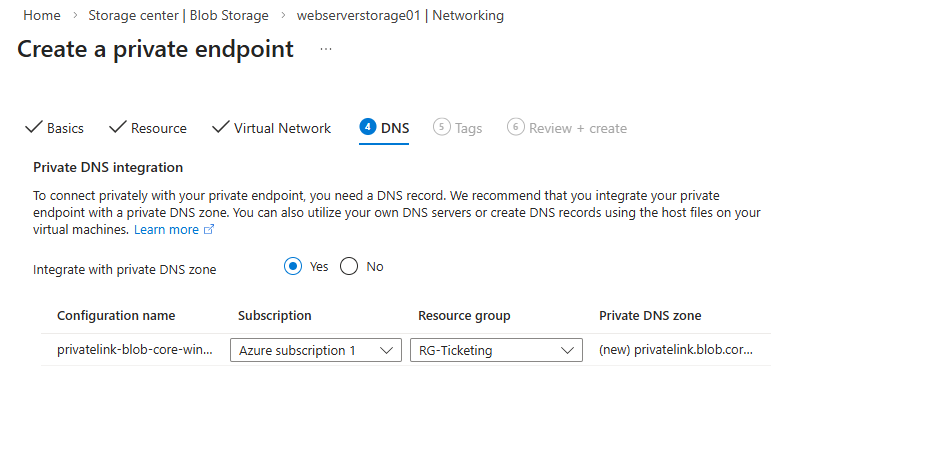 Home > Storage center | Blob Storage > webserverstorage01 | Networking
Create a private endpoint ...
Basics Resource Virtual Network 4 DNS 5 Tags 6 Review + create
Private DNS integration
To connect privately with your private endpoint, you need a DNS record. We recommend that you integrate your private
endpoint with a private DNS zone. You can also utilize your own DNS servers or create DNS records using the host files on your
virtual machines. Learn more
Integrate with private DNS zone Yes No
Configuration name Subscription Resource group Private DNS zone
privatelink-blob-core-win... Azure subscription 1 RG-Ticketing (new) privatelink.blob.cor...